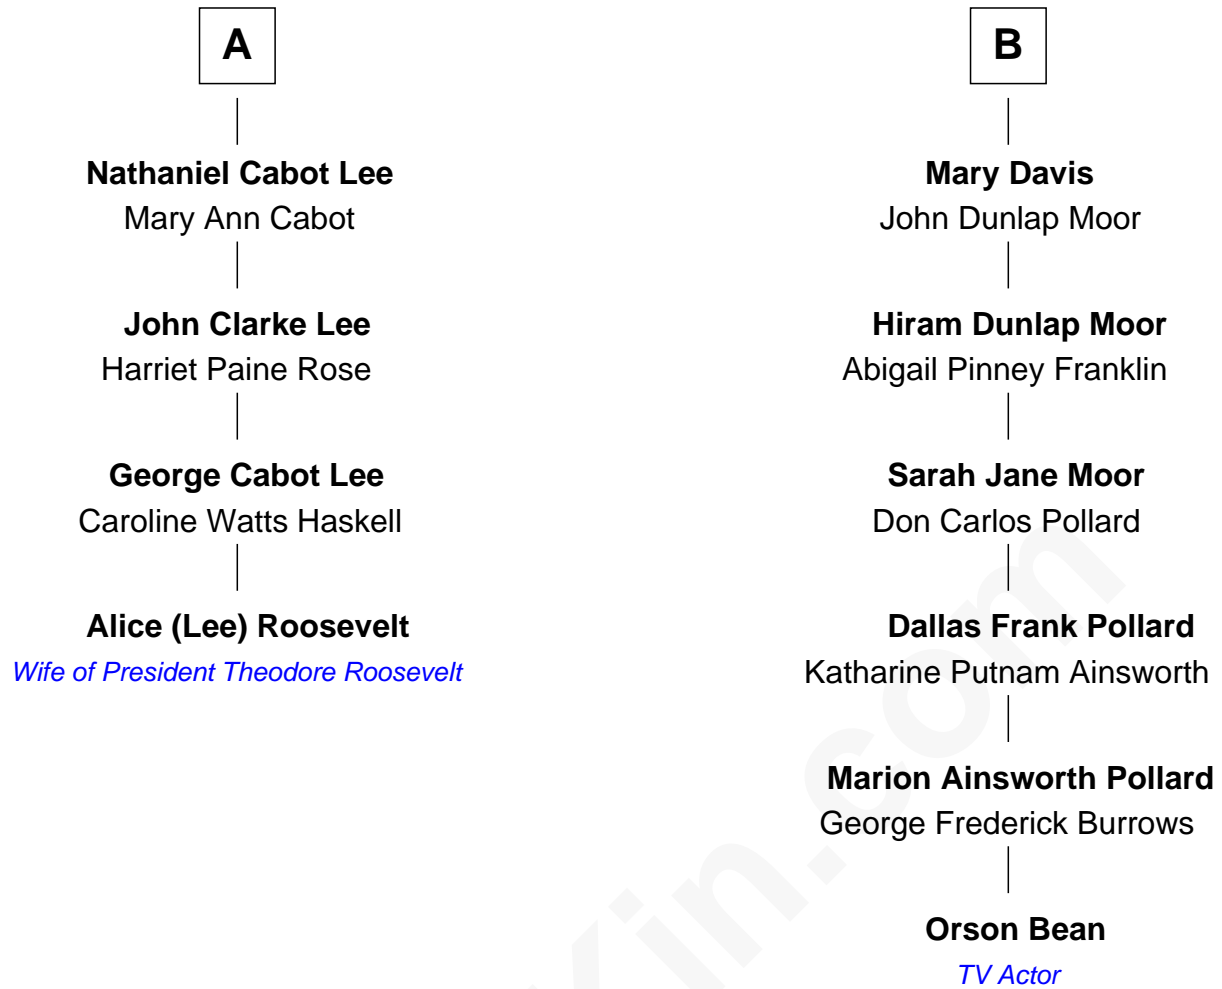 A
Nathaniel Cabot Lee
Mary Ann Cabot
John Clarke Lee
Harriet Paine Rose
George Cabot Lee
Caroline Watts Haskell
Alice (Lee) Roosevelt
Wife of President Theodore Roosevelt
B
Mary Davis
John Dunlap Moor
Hiram Dunlap Moor
Abigail Pinney Franklin
Sarah Jane Moor
Don Carlos Pollard
Dallas Frank Pollard
Katharine Putnam Ainsworth
Marion Ainsworth Pollard
George Frederick Burrows
Orson Bean
TV Actor
Kin.com